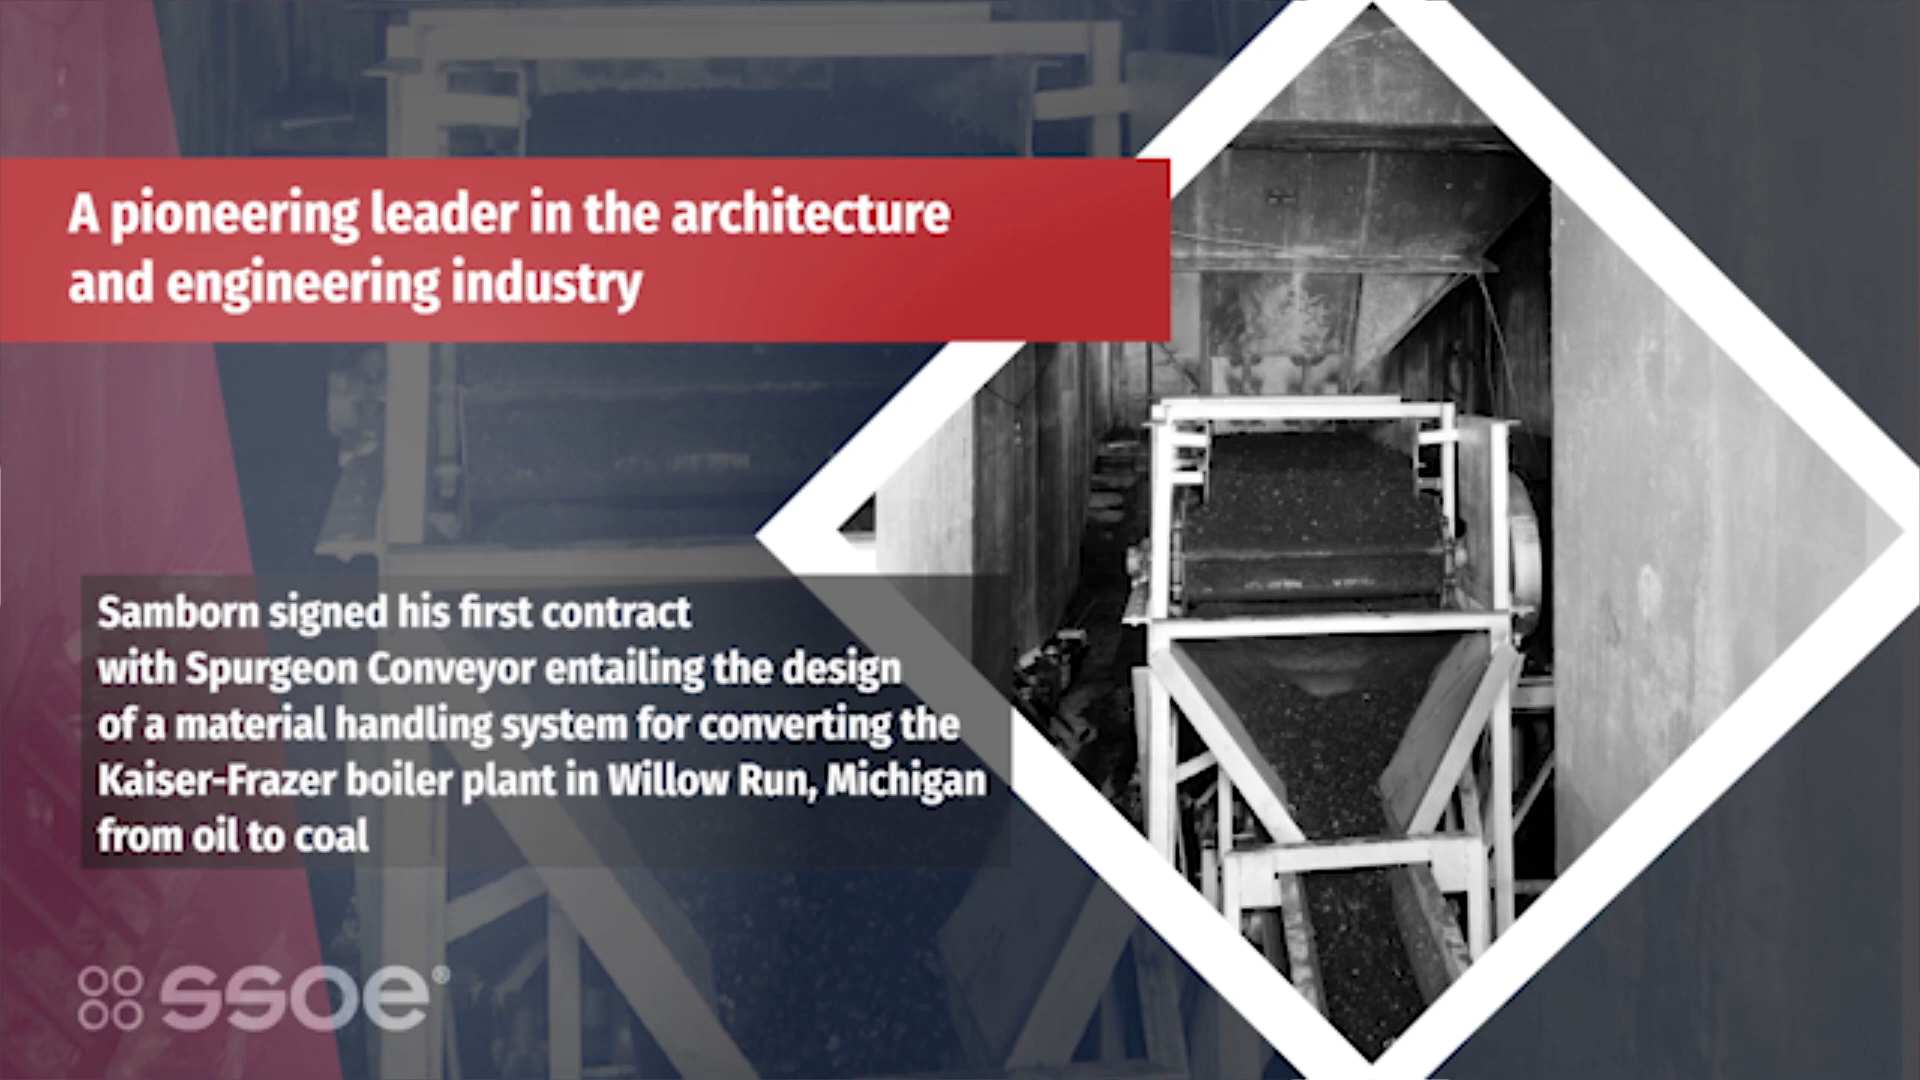 A pioneering leader in the architecture
and engineering industry
Samborn signed his first contract
with Spurgeon Conveyor entailing the design
of a material handling system for converting the
Kaiser-Frazer boiler plant in Willow Run, Michigan
from oil to coal
ssoe®